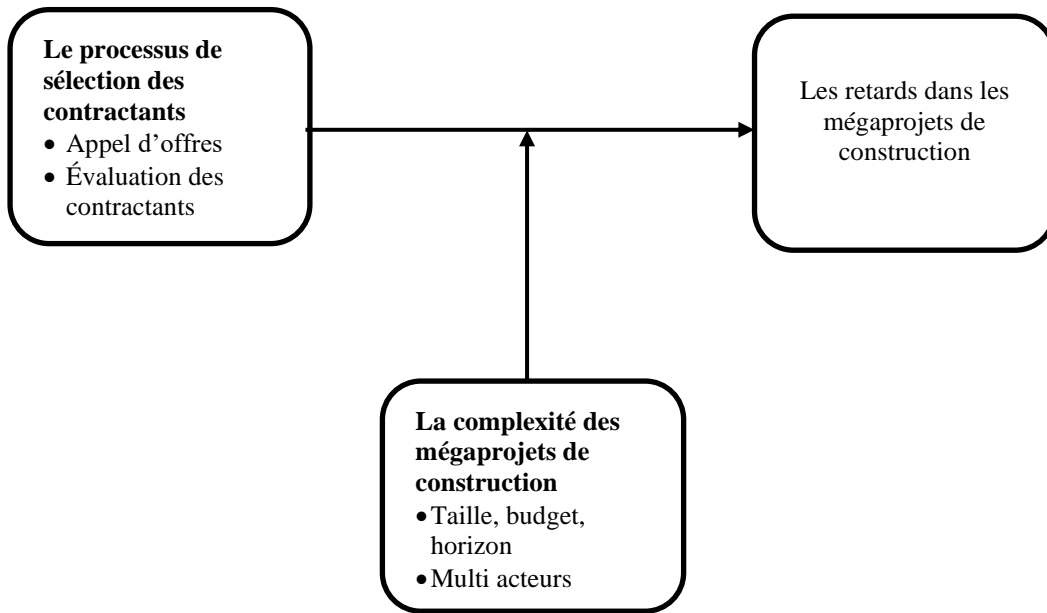 Le processus de
sélection des
contractants
• Appel d’offres
• Évaluation des
contractants
Les retards dans les
mégaprojets de
construction
La complexité des
mégaprojets de
construction
• Taille, budget,
horizon
• Multi acteurs